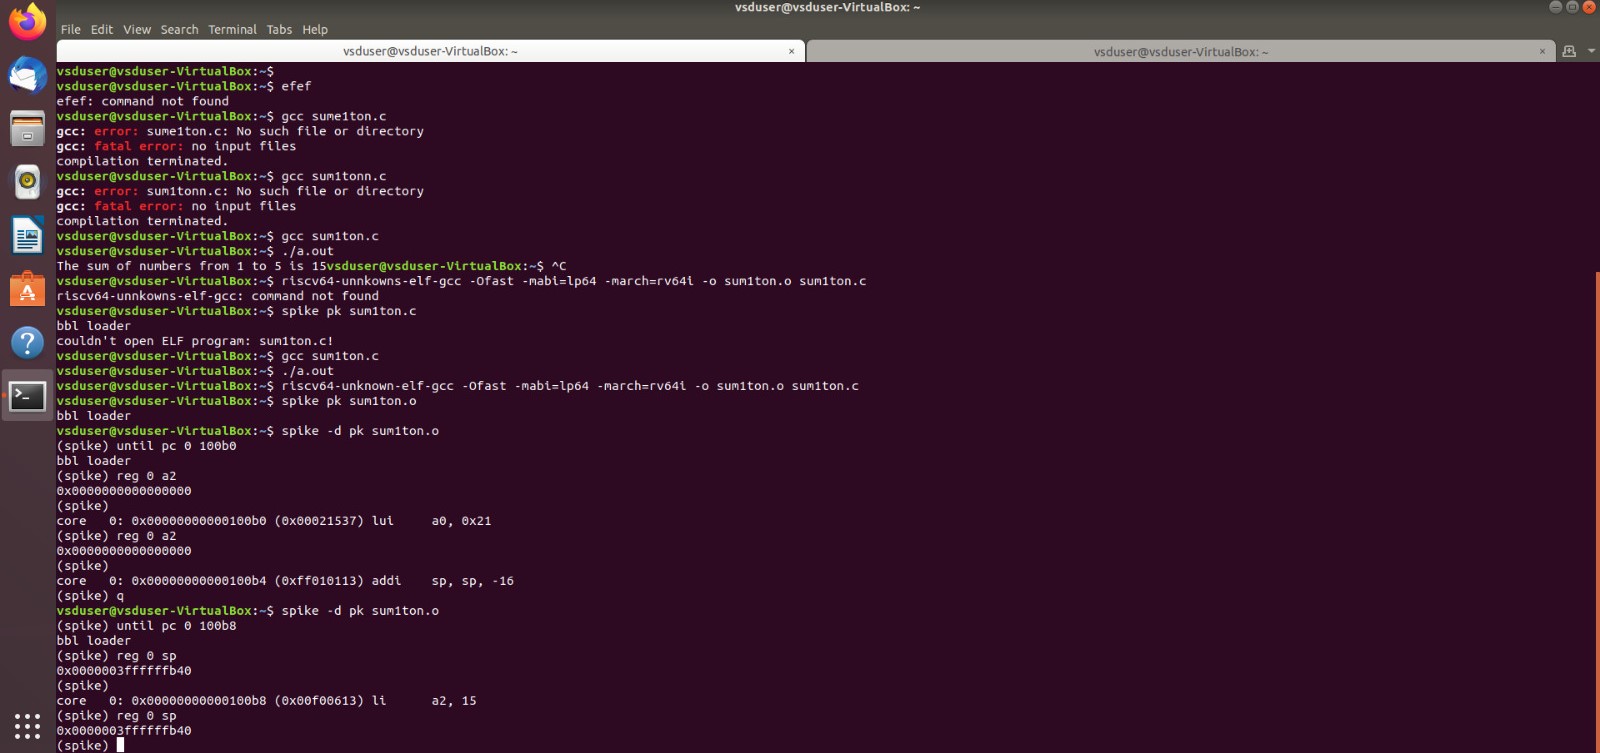 vsduser@vsduser-VirtualBox: ~
File Edit View Search Terminal Tabs Help
vsduser@vsduser-VirtualBox: ~ × vsduser@vsduser-VirtualBox: ~ ×
vsduser@vsduser-VirtualBox:~$
vsduser@vsduser-VirtualBox:~$ efef
efef: command not found
vsduser@vsduser-VirtualBox:~$ gcc sume1ton.c
gcc: error: sume1ton.c: No such file or directory
gcc: fatal error: no input files
compilation terminated.
vsduser@vsduser-VirtualBox:~$ gcc sum1tonn.c
gcc: error: sum1tonn.c: No such file or directory
gcc: fatal error: no input files
compilation terminated.
vsduser@vsduser-VirtualBox:~$ gcc sum1ton.c
vsduser@vsduser-VirtualBox:~$ ./a.out
The sum of numbers from 1 to 5 is 15vsduser@vsduser-VirtualBox:~$ ^C
vsduser@vsduser-VirtualBox:~$ riscv64-unnkowns-elf-gcc -Ofast -mabi=lp64 -march=rv64i -o sum1ton.o sum1ton.c
riscv64-unnkowns-elf-gcc: command not found
vsduser@vsduser-VirtualBox:~$ spike pk sum1ton.c
bbl loader
couldn't open ELF program: sum1ton.c!
vsduser@vsduser-VirtualBox:~$ gcc sum1ton.c
vsduser@vsduser-VirtualBox:~$ ./a.out
vsduser@vsduser-VirtualBox:~$ riscv64-unknown-elf-gcc -Ofast -mabi=lp64 -march=rv64i -o sum1ton.o sum1ton.c
vsduser@vsduser-VirtualBox:~$ spike pk sum1ton.o
bbl loader
vsduser@vsduser-VirtualBox:~$ spike -d pk sum1ton.o
(spike) until pc 0 100b0
bbl loader
(spike) reg 0 a2
0x0000000000000000
(spike)
core   0: 0x00000000000100b0 (0x00021537) lui     a0, 0x21
(spike) reg 0 a2
0x0000000000000000
(spike)
core   0: 0x00000000000100b4 (0xff010113) addi    sp, sp, -16
(spike) q
vsduser@vsduser-VirtualBox:~$ spike -d pk sum1ton.o
(spike) until pc 0 100b8
bbl loader
(spike) reg 0 sp
0x0000003ffffffb40
(spike)
core   0: 0x00000000000100b8 (0x00f00613) li      a2, 15
(spike) reg 0 sp
0x0000003ffffffb40
(spike)